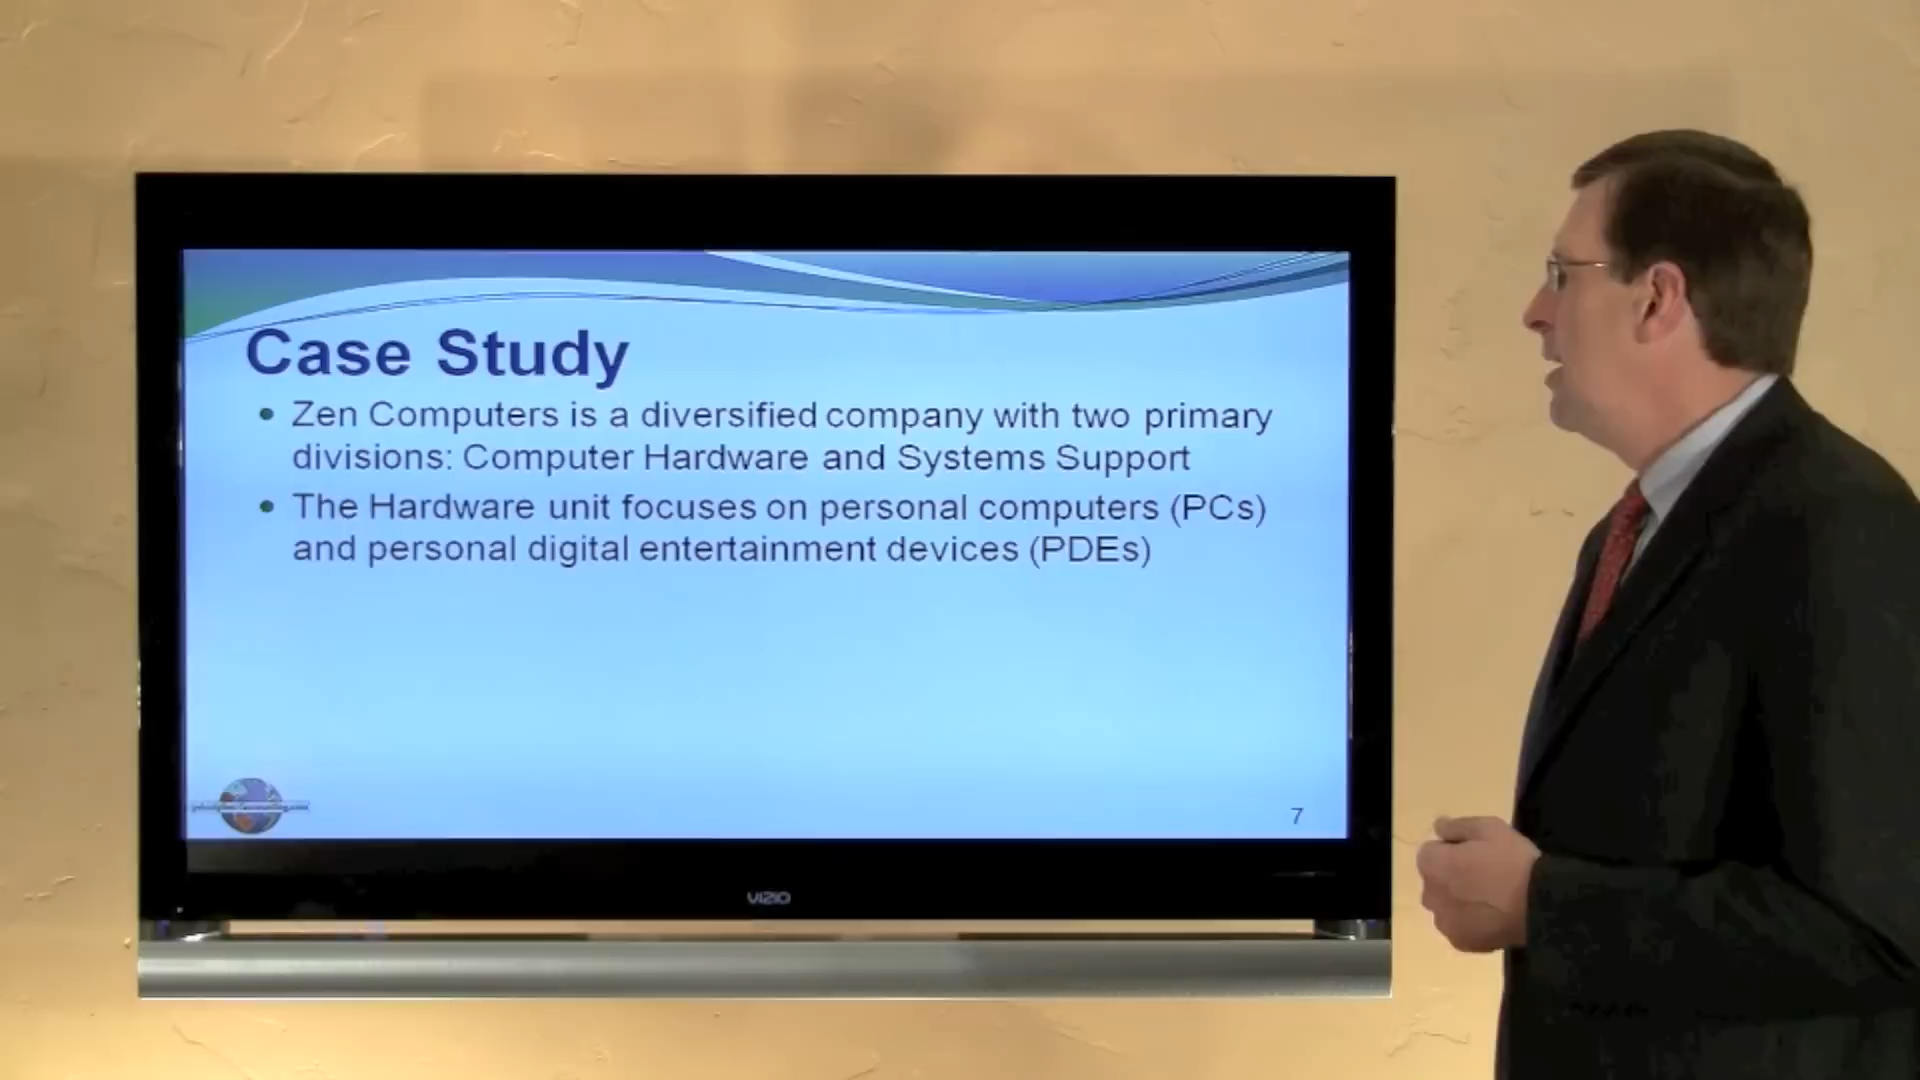 Case Study
• Zen Computers is a diversified company with two primary
divisions: Computer Hardware and Systems Support
• The Hardware unit focuses on personal computers (PCs)
and personal digital entertainment devices (PDEs)
7
VIZIO